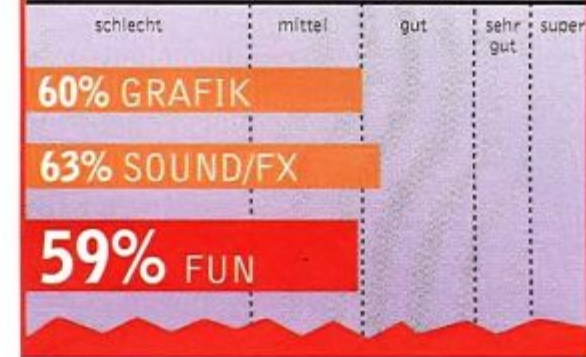 schlecht mittel gut sehr gut super
60% GRAFIK
63% SOUND/FX
59% FUN